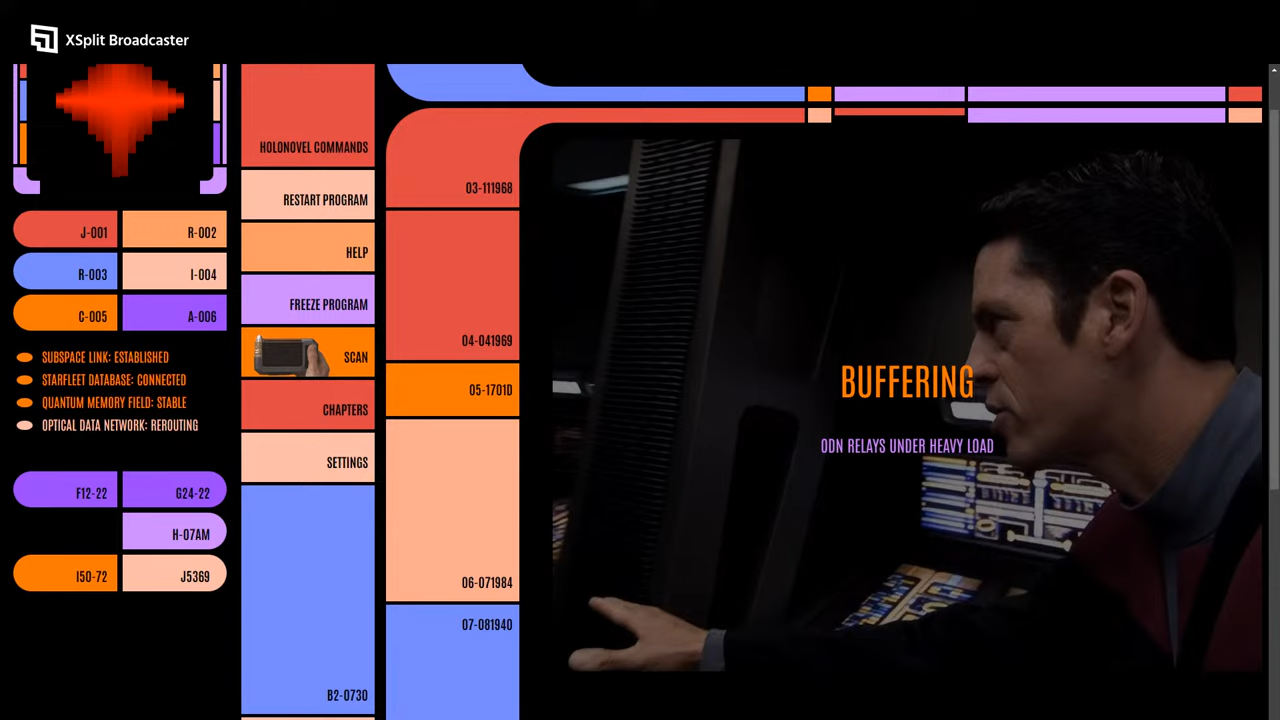 XSplit Broadcaster
J-001
R-002
R-003
I-004
C-005
A-006
SUBSPACE LINK: ESTABLISHED
STARFLEET DATABASE: CONNECTED
QUANTUM MEMORY FIELD: STABLE
OPTICAL DATA NETWORK: REROUTING
F12-22
G24-22
H-07AM
I50-72
J5369
HOLONOVEL COMMANDS
RESTART PROGRAM
HELP
FREEZE PROGRAM
SCAN
CHAPTERS
SETTINGS
B2-0730
03-111968
04-041969
05-1701D
06-071984
07-081940
BUFFERING
ODN RELAYS UNDER HEAVY LOAD